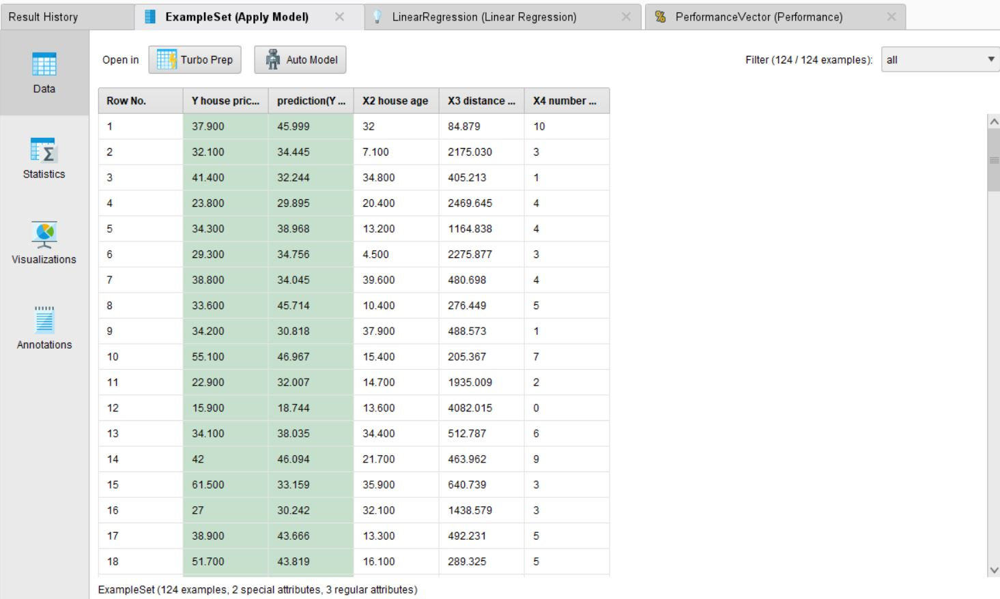 Result History ExampleSet (Apply Model) LinearRegression (Linear Regression) PerformanceVector (Performance)
Data
Statistics
Visualizations
Annotations
Open in Turbo Prep Auto Model Filter (124 / 124 examples): all
Row No. Y house pric... prediction(Y ... X2 house age X3 distance ... X4 number ...
1 37.900 45.999 32 84.879 10
2 32.100 34.445 7.100 2175.030 3
3 41.400 32.244 34.800 405.213 1
4 23.800 29.895 20.400 2469.645 4
5 34.300 38.968 13.200 1164.838 4
6 29.300 34.756 4.500 2275.877 3
7 38.800 34.045 39.600 480.698 4
8 33.600 45.714 10.400 276.449 5
9 34.200 30.818 37.900 488.573 1
10 55.100 46.967 15.400 205.367 7
11 22.900 32.007 14.700 1935.009 2
12 15.900 18.744 13.600 4082.015 0
13 34.100 38.035 34.400 512.787 6
14 42 46.094 21.700 463.962 9
15 61.500 33.159 35.900 640.739 3
16 27 30.242 32.100 1438.579 3
17 38.900 43.666 13.300 492.231 5
18 51.700 43.819 16.100 289.325 5
ExampleSet (124 examples, 2 special attributes, 3 regular attributes)